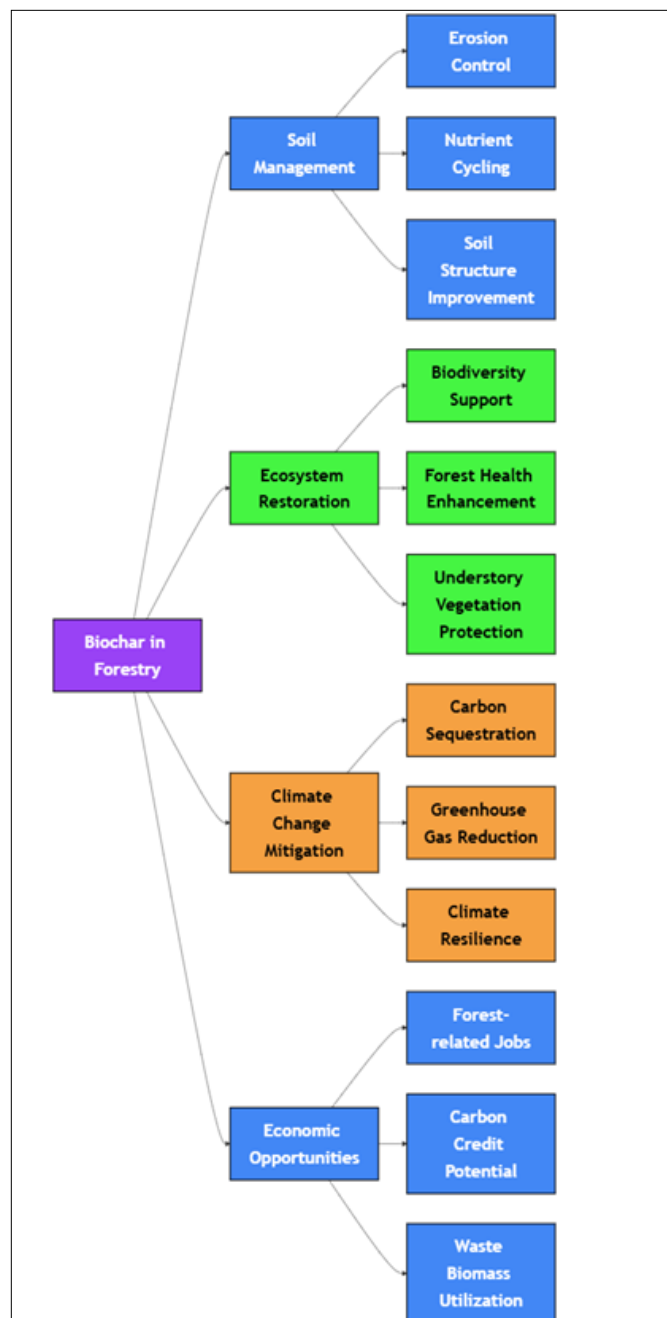 Erosion
Control
Soil
Management
Nutrient
Cycling
Soil
Structure
Improvement
Biodiversity
Support
Ecosystem
Restoration
Forest Health
Enhancement
Understory
Vegetation
Protection
Biochar in
Forestry
Carbon
Sequestration
Climate
Change
Mitigation
Greenhouse
Gas Reduction
Climate
Resilience
Forest-
related Jobs
Economic
Opportunities
Carbon
Credit
Potential
Waste
Biomass
Utilization